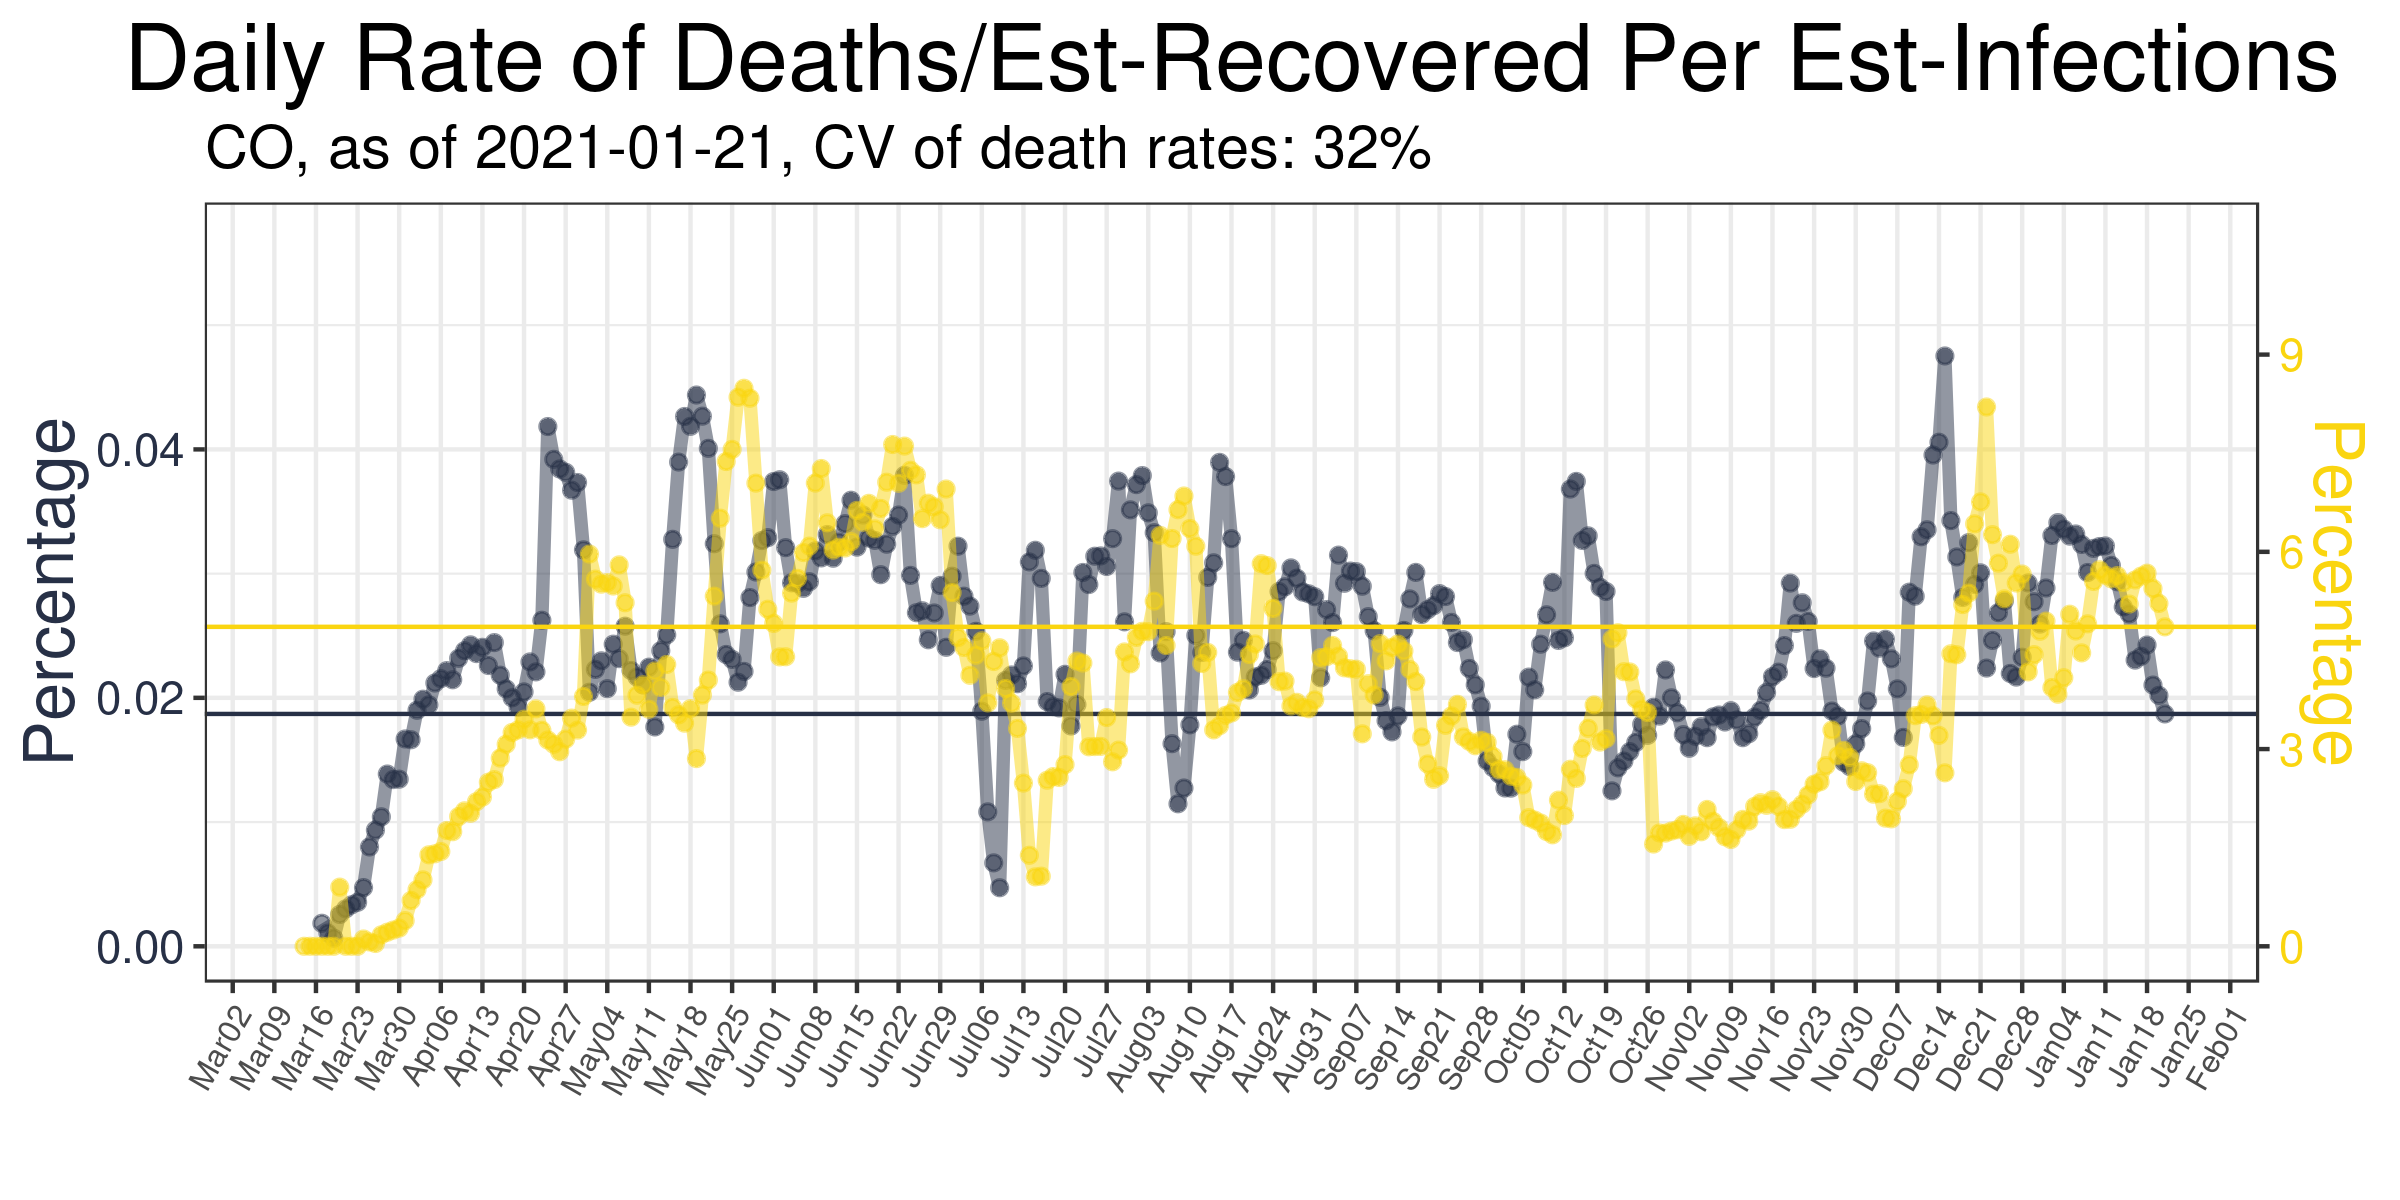 Daily Rate of Deaths/Est-Recovered Per Est-Infections
CO, as of 2021-01-21, CV of death rates: 32%
Percentage
0.04
0.02
0.00
9
6
3
0
Percentage
Mar02
Mar09
Mar16
Mar23
Mar30
Apr06
Apr13
Apr20
Apr27
May04
May11
May18
May25
Jun01
Jun08
Jun15
Jun22
Jun29
Jul06
Jul13
Jul20
Jul27
Aug03
Aug10
Aug17
Aug24
Aug31
Sep07
Sep14
Sep21
Sep28
Oct05
Oct12
Oct19
Oct26
Nov02
Nov09
Nov16
Nov23
Nov30
Dec07
Dec14
Dec21
Dec28
Jan04
Jan11
Jan18
Jan25
Feb01